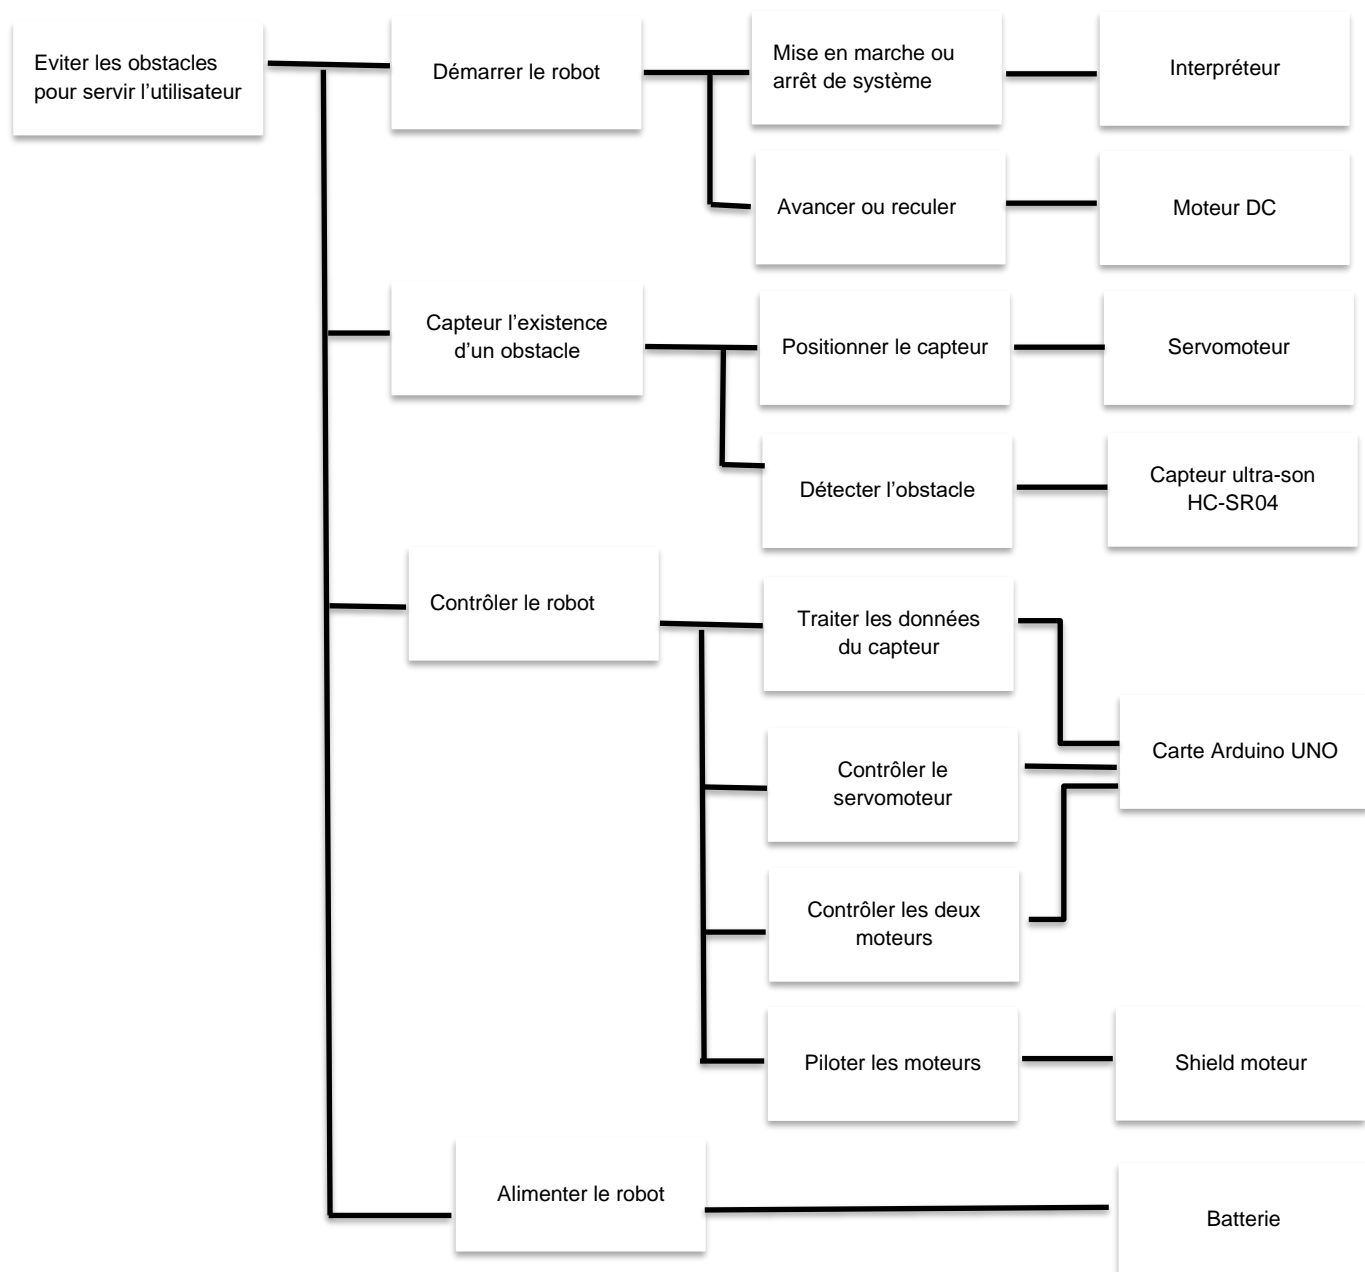 Eviter les obstacles
pour servir l’utilisateur
Démarrer le robot
Mise en marche ou
arrêt de système
Interpréteur
Avancer ou reculer
Moteur DC
Capteur l’existence
d’un obstacle
Positionner le capteur
Servomoteur
Détecter l’obstacle
Capteur ultra-son
HC-SR04
Contrôler le robot
Traiter les données
du capteur
Contrôler le
servomoteur
Carte Arduino UNO
Contrôler les deux
moteurs
Piloter les moteurs
Shield moteur
Alimenter le robot
Batterie